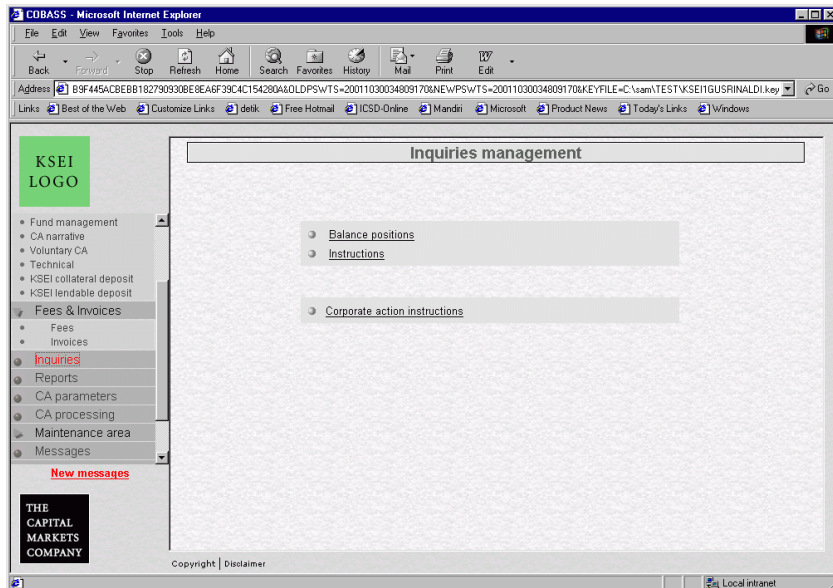 COBASS - Microsoft Internet Explorer
File Edit View Favorites Tools Help
Back Forward Stop Refresh Home Search Favorites History Mail Print Edit
Address B9F445ACBEBB182790930BE8EA6F39C4C154280A&OLDPSWTS=20011030034809170&NEWPSWTS=20011030034809170&KEYFILE=C:\sam\TEST\KSEI1GUSRINALDI.key Go
Links Best of the Web Customize Links detik Free Hotmail ICSD-Online Mandiri Microsoft Product News Today's Links Windows
KSEI
LOGO
Fund management
CA narrative
Voluntary CA
Technical
KSEI collateral deposit
KSEI lendable deposit
Fees & Invoices
Fees
Invoices
Inquiries
Reports
CA parameters
CA processing
Maintenance area
Messages
New messages
THE
CAPITAL
MARKETS
COMPANY
Inquiries management
Balance positions
Instructions
Corporate action instructions
Copyright | Disclaimer
Local intranet